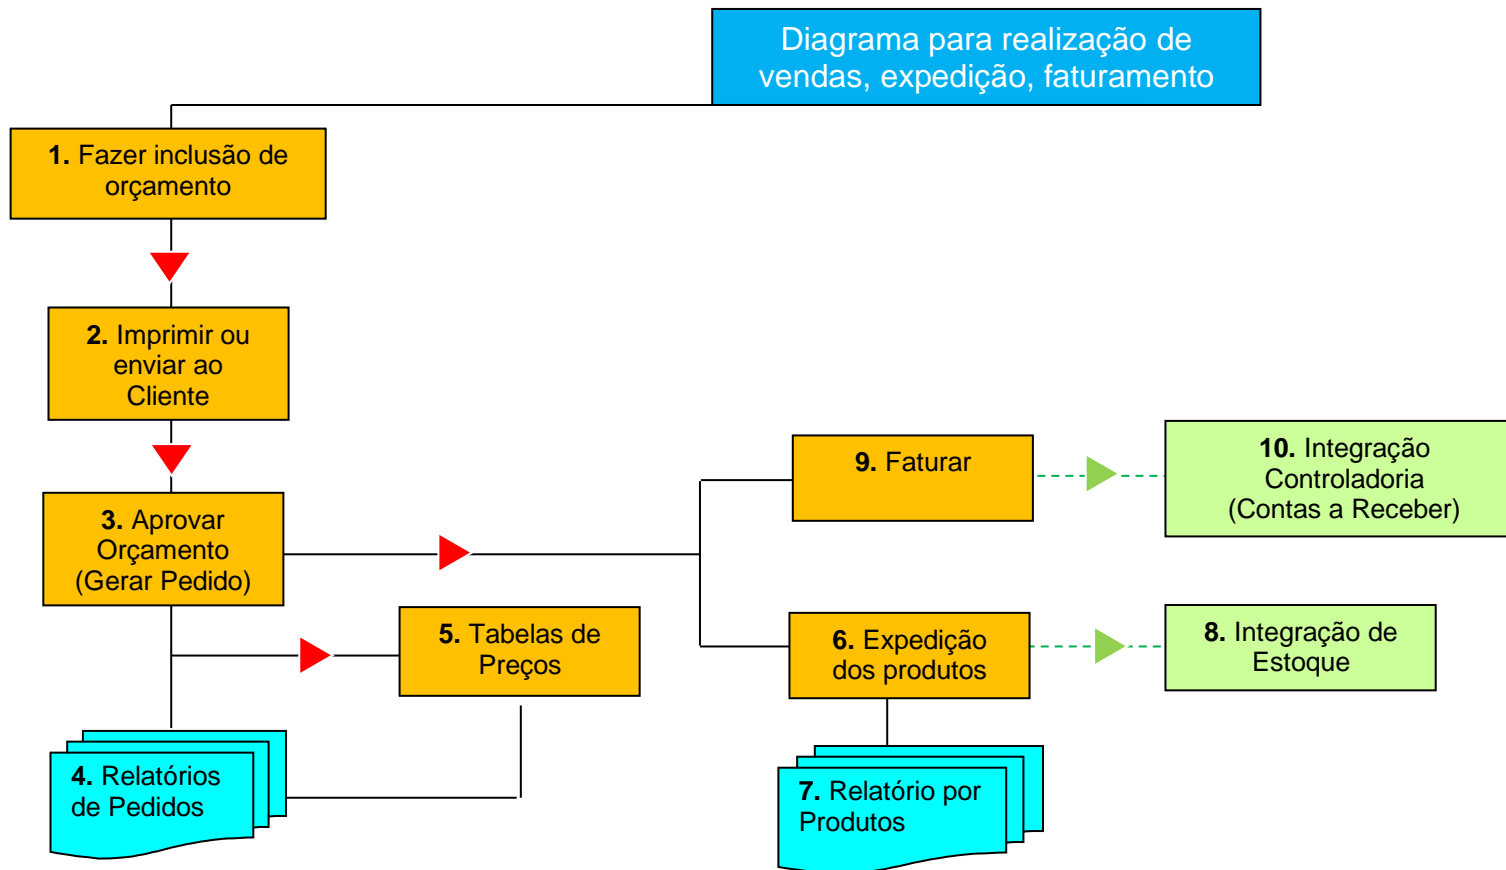 Diagrama para realização de
vendas, expedição, faturamento
1. Fazer inclusão de
orçamento
2. Imprimir ou
enviar ao
Cliente
3. Aprovar
Orçamento
(Gerar Pedido)
9. Faturar
10. Integração
Controladoria
(Contas a Receber)
5. Tabelas de
Preços
6. Expedição
dos produtos
8. Integração de
Estoque
4. Relatórios
de Pedidos
7. Relatório por
Produtos